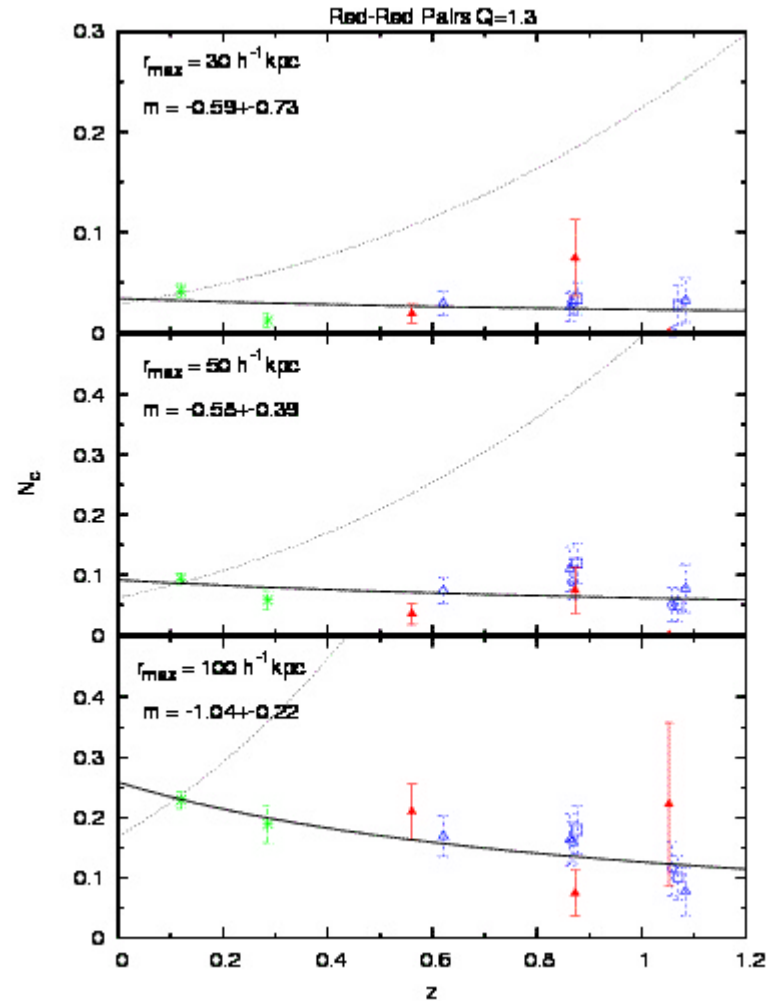 Red-Red Pairs Q=1.3
0.3
r_max = 30 h⁻¹ kpc
m = -0.59+-0.73
0.2
0.1
0
r_max = 50 h⁻¹ kpc
0.4
m = -0.58+-0.39
0.3
N_c
0.2
0.1
0
r_max = 100 h⁻¹ kpc
m = -1.04+-0.22
0.4
0.3
0.2
0.1
0
0 0.2 0.4 0.6 0.8 1 1.2
z